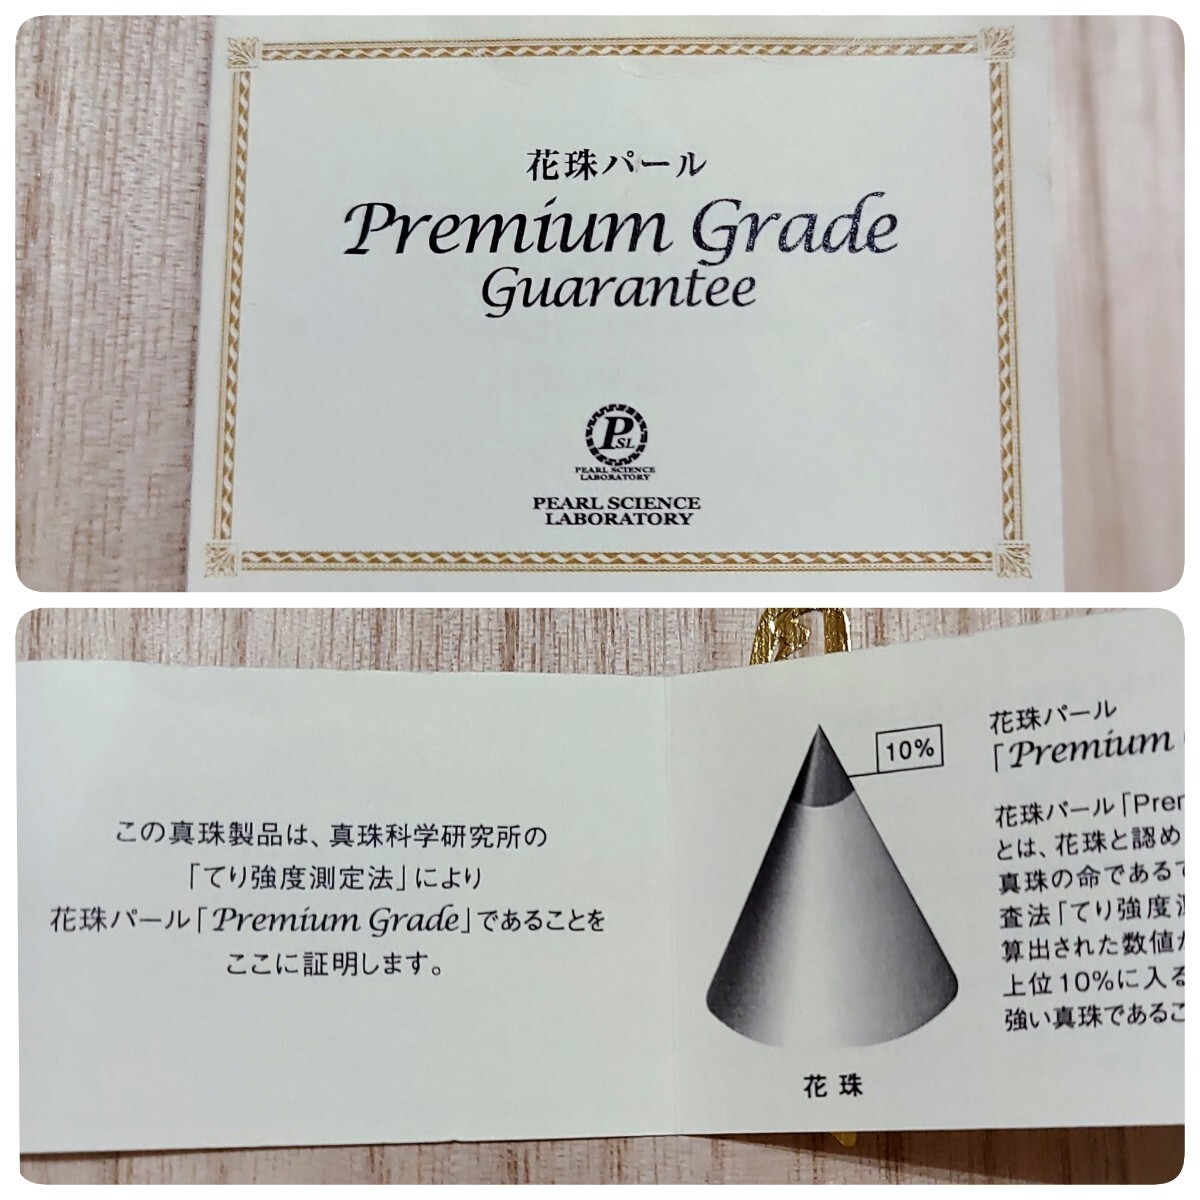 花珠パール
Premium Grade
Guarantee
PSL
PEARL SCIENCE
LABORATORY
PEARL SCIENCE
LABORATORY
この真珠製品は、真珠科学研究所の
「てり強度測定法」により
花珠パール「Premium Grade」であることを
ここに証明します。
10%
花珠
花珠パール
「Premium
花珠パール「Prer
とは、花珠と認め
真珠の命であるて
査法「てり強度測
算出された数値が
上位10%に入る
強い真珠であるこ